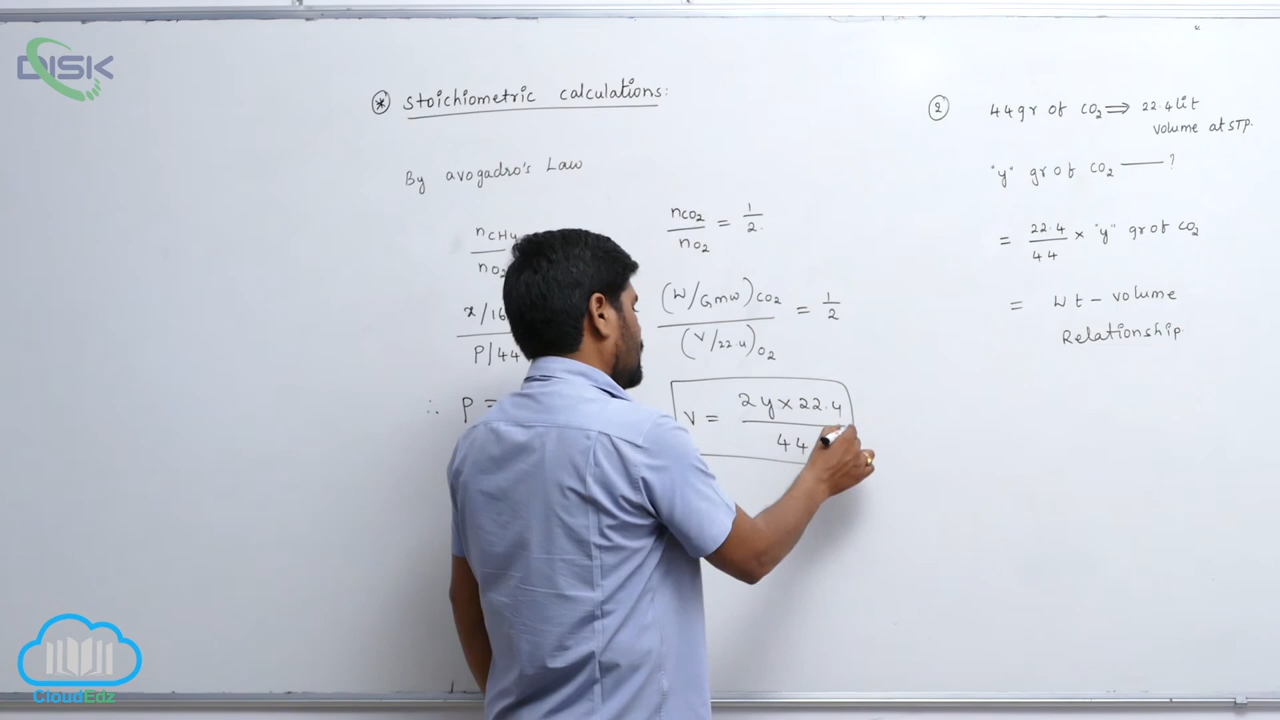 DISK
* Stoichiometric calculations:
By avogadro's Law
nCH4
nO2
x/16
P/44
∴ P =
nCO2/nO2 = 1/2.
(W/Gmw)CO2 / (V/22.4)O2 = 1/2
V = 2y×22.4 / 44
2 44gr of CO2 ⟹ 22.4 lit
volume at STP.
"y" gr of CO2 —— ?
= 22.4/44 × "y" gr of CO2
= Wt - volume
Relationship
CloudEdz